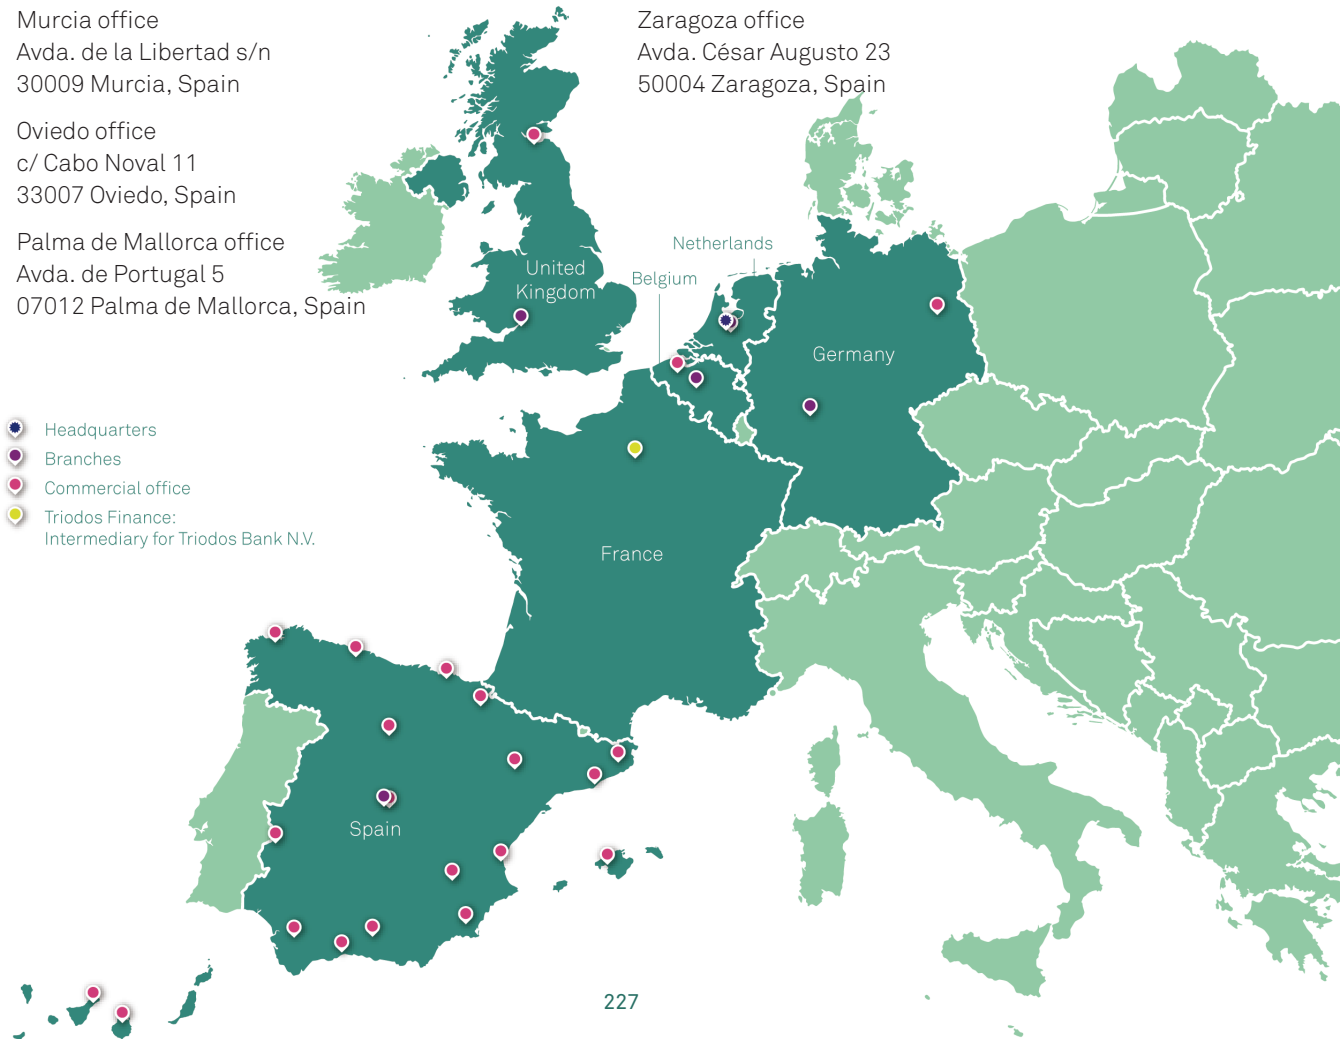 Murcia office
Avda. de la Libertad s/n
30009 Murcia, Spain
Oviedo office
c/ Cabo Noval 11
33007 Oviedo, Spain
Palma de Mallorca office
Avda. de Portugal 5
07012 Palma de Mallorca, Spain
Zaragoza office
Avda. César Augusto 23
50004 Zaragoza, Spain
Netherlands
Belgium
United
Kingdom
Germany
Headquarters
Branches
Commercial office
Triodos Finance:
Intermediary for Triodos Bank N.V.
France
Spain
227